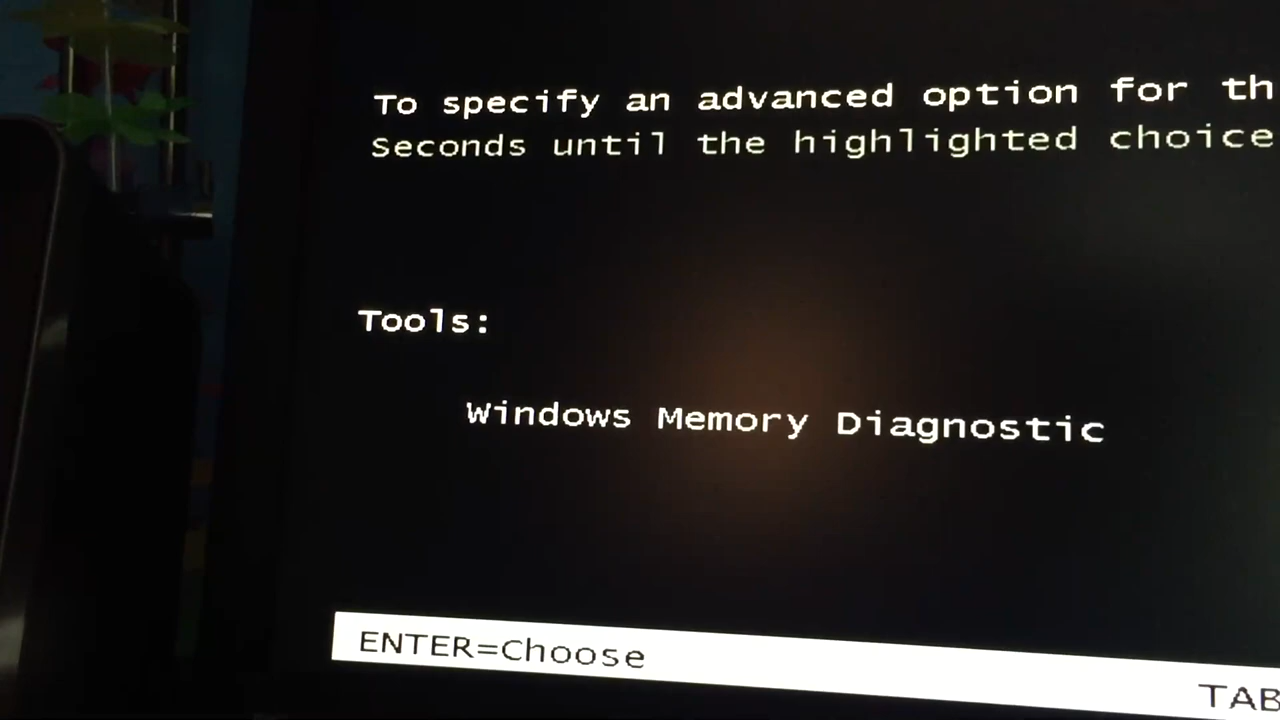 To specify an advanced option for th
Seconds until the highlighted choice
Tools:
Windows Memory Diagnostic
ENTER=Choose
TAB